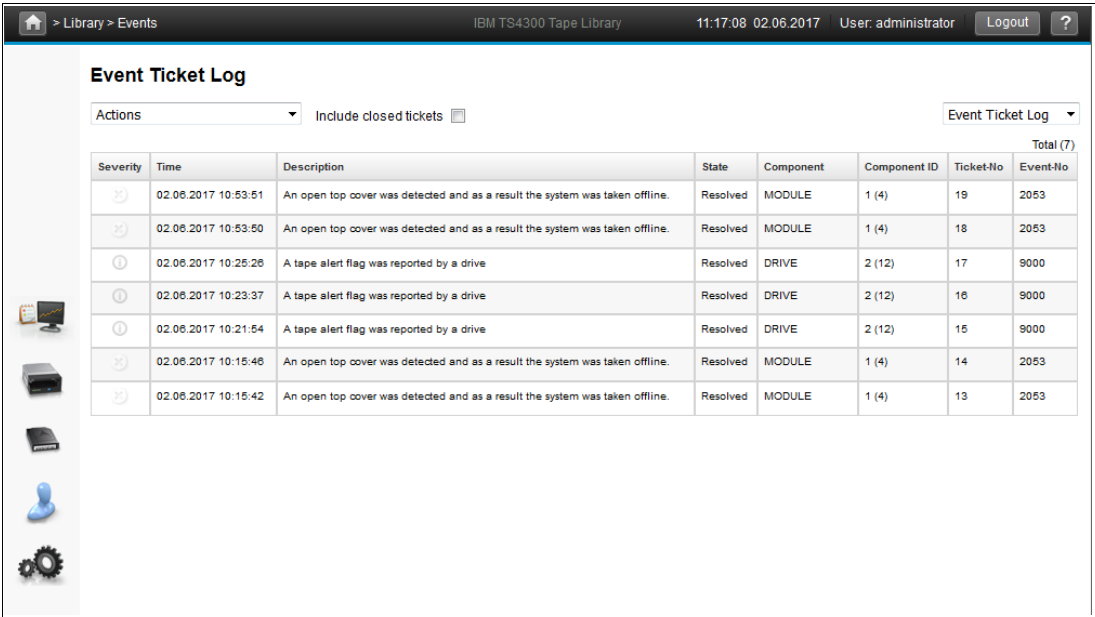 > Library > Events IBM TS4300 Tape Library 11:17:08 02.06.2017 User: administrator Logout ?
Event Ticket Log
Actions Include closed tickets Event Ticket Log
Total (7)
Severity Time Description State Component Component ID Ticket-No Event-No
02.06.2017 10:53:51 An open top cover was detected and as a result the system was taken offline. Resolved MODULE 1 (4) 19 2053
02.06.2017 10:53:50 An open top cover was detected and as a result the system was taken offline. Resolved MODULE 1 (4) 18 2053
02.06.2017 10:25:26 A tape alert flag was reported by a drive Resolved DRIVE 2 (12) 17 9000
02.06.2017 10:23:37 A tape alert flag was reported by a drive Resolved DRIVE 2 (12) 16 9000
02.06.2017 10:21:54 A tape alert flag was reported by a drive Resolved DRIVE 2 (12) 15 9000
02.06.2017 10:15:46 An open top cover was detected and as a result the system was taken offline. Resolved MODULE 1 (4) 14 2053
02.06.2017 10:15:42 An open top cover was detected and as a result the system was taken offline. Resolved MODULE 1 (4) 13 2053